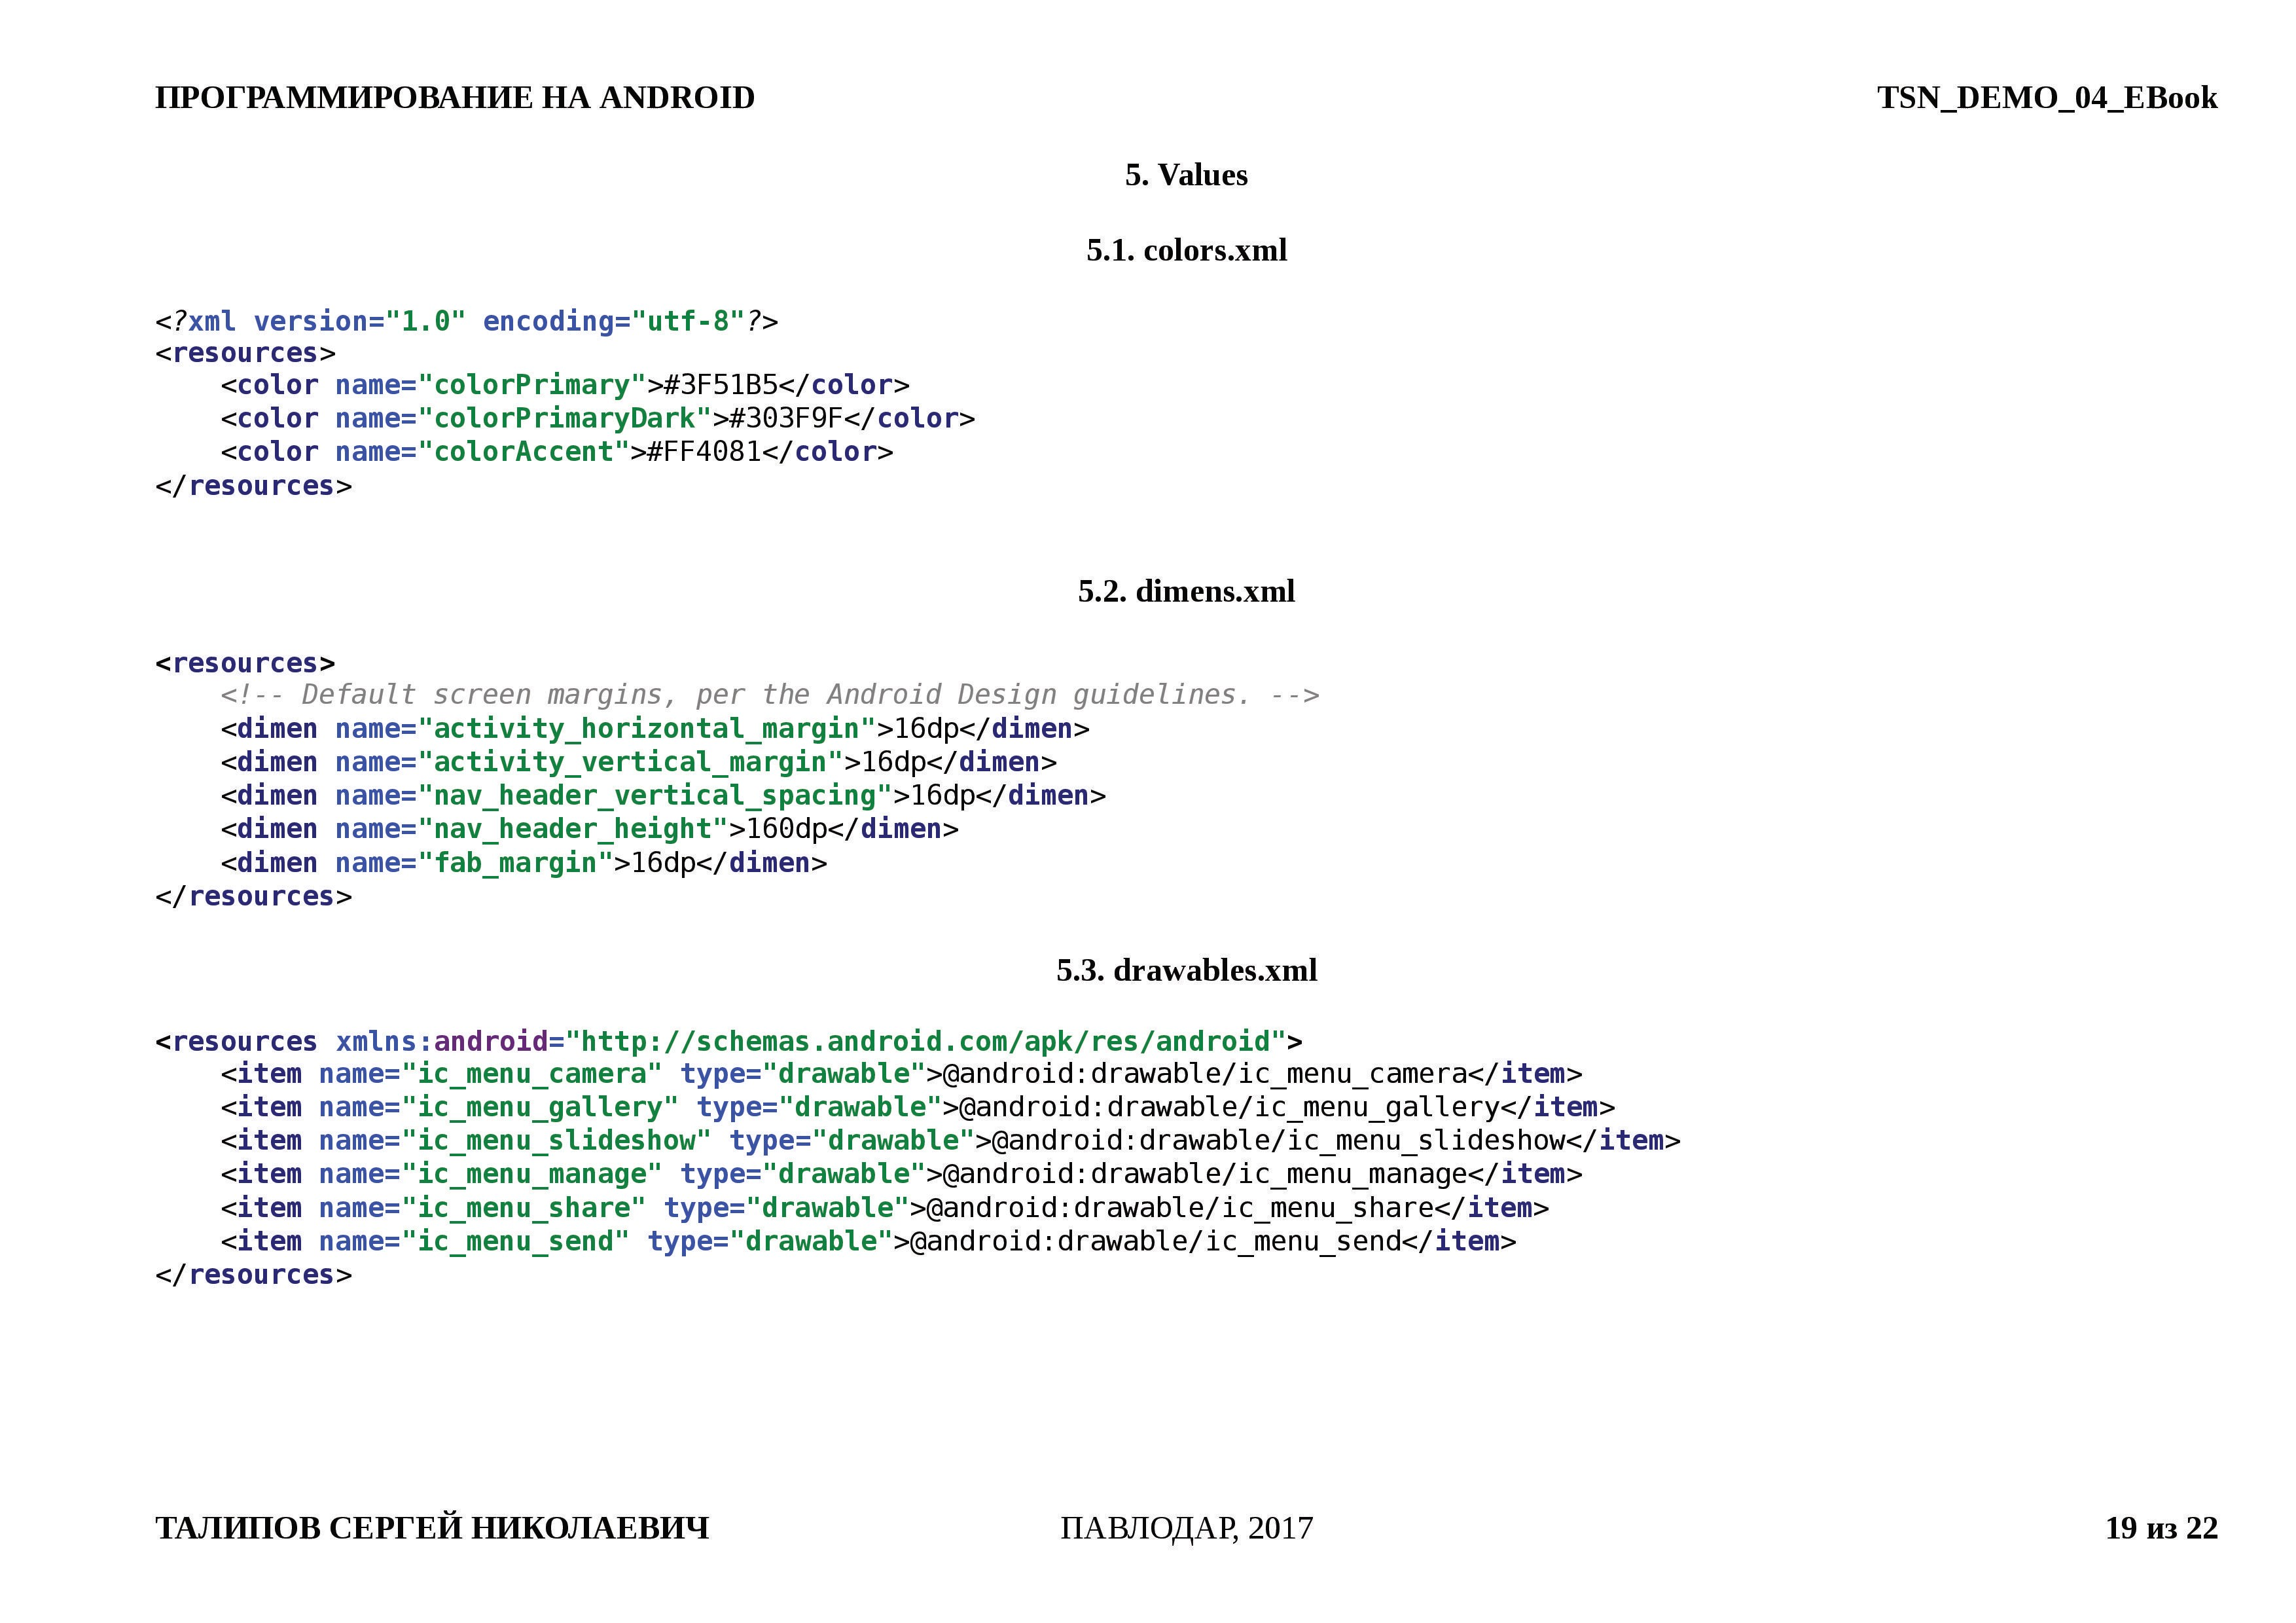 ПРОГРАММИРОВАНИЕ НА ANDROID TSN_DEMO_04_EBook
5. Values
5.1. colors.xml
<?xml version="1.0" encoding="utf-8"?>
<resources>
    <color name="colorPrimary">#3F51B5</color>
    <color name="colorPrimaryDark">#303F9F</color>
    <color name="colorAccent">#FF4081</color>
</resources>
5.2. dimens.xml
<resources>
    <!-- Default screen margins, per the Android Design guidelines. -->
    <dimen name="activity_horizontal_margin">16dp</dimen>
    <dimen name="activity_vertical_margin">16dp</dimen>
    <dimen name="nav_header_vertical_spacing">16dp</dimen>
    <dimen name="nav_header_height">160dp</dimen>
    <dimen name="fab_margin">16dp</dimen>
</resources>
5.3. drawables.xml
<resources xmlns:android="http://schemas.android.com/apk/res/android">
    <item name="ic_menu_camera" type="drawable">@android:drawable/ic_menu_camera</item>
    <item name="ic_menu_gallery" type="drawable">@android:drawable/ic_menu_gallery</item>
    <item name="ic_menu_slideshow" type="drawable">@android:drawable/ic_menu_slideshow</item>
    <item name="ic_menu_manage" type="drawable">@android:drawable/ic_menu_manage</item>
    <item name="ic_menu_share" type="drawable">@android:drawable/ic_menu_share</item>
    <item name="ic_menu_send" type="drawable">@android:drawable/ic_menu_send</item>
</resources>
ТАЛИПОВ СЕРГЕЙ НИКОЛАЕВИЧ ПАВЛОДАР, 2017 19 из 22